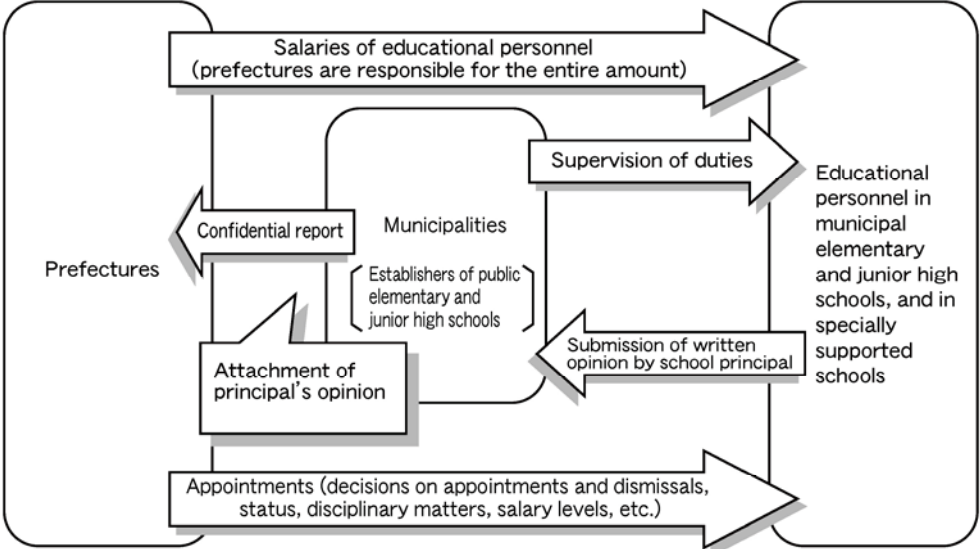 Salaries of educational personnel
(prefectures are responsible for the entire amount)
Supervision of duties
Confidential report
Municipalities
Prefectures
Establishers of public
elementary and
junior high schools
Educational
personnel in
municipal
elementary
and junior high
schools, and in
specially
supported
schools
Submission of written
opinion by school principal
Attachment of
principal's opinion
Appointments (decisions on appointments and dismissals,
status, disciplinary matters, salary levels, etc.)